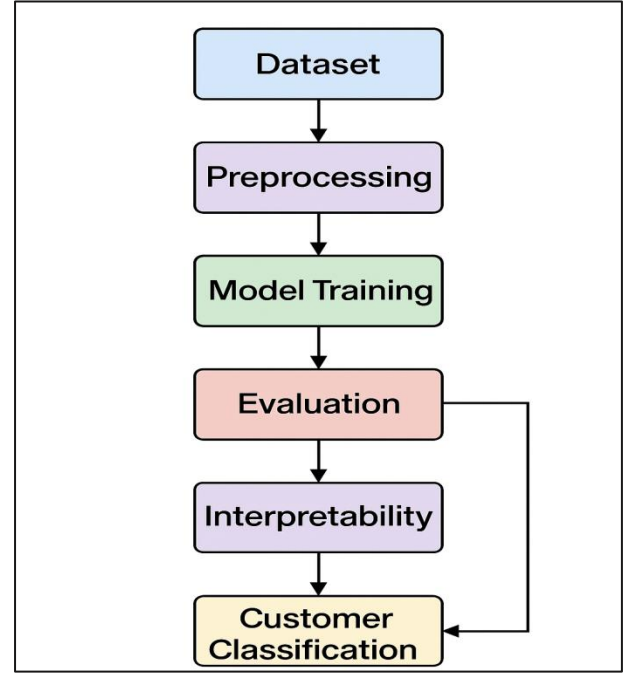 Dataset
Preprocessing
Model Training
Evaluation
Interpretability
Customer
Classification